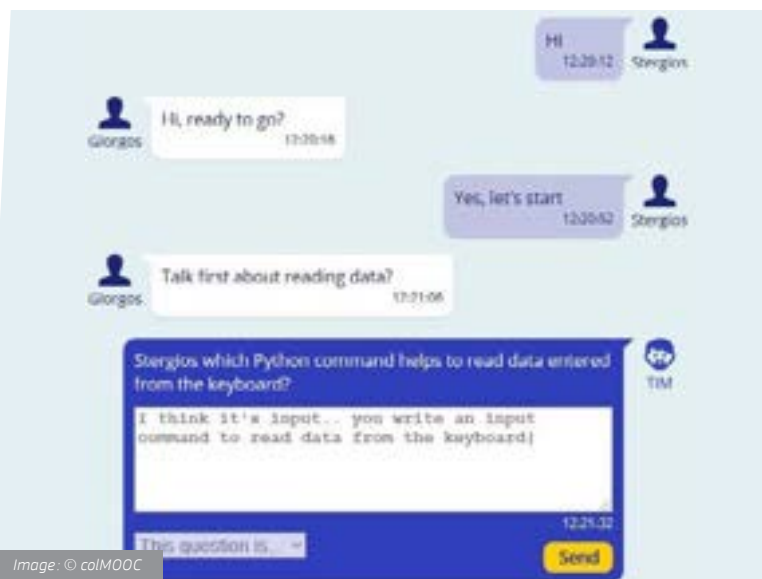 Hi
12:20:12
Stergios
Hi, ready to go?
12:20:18
Giorgos
Yes, let's start
12:20:52
Stergios
Talk first about reading data?
12:21:06
Giorgos
Stergios which Python command helps to read data entered
from the keyboard?
TIM
I think it's input.. you write an input
command to read data from the keyboard
12:21:32
This question is...
Send
Image: © colMOOC